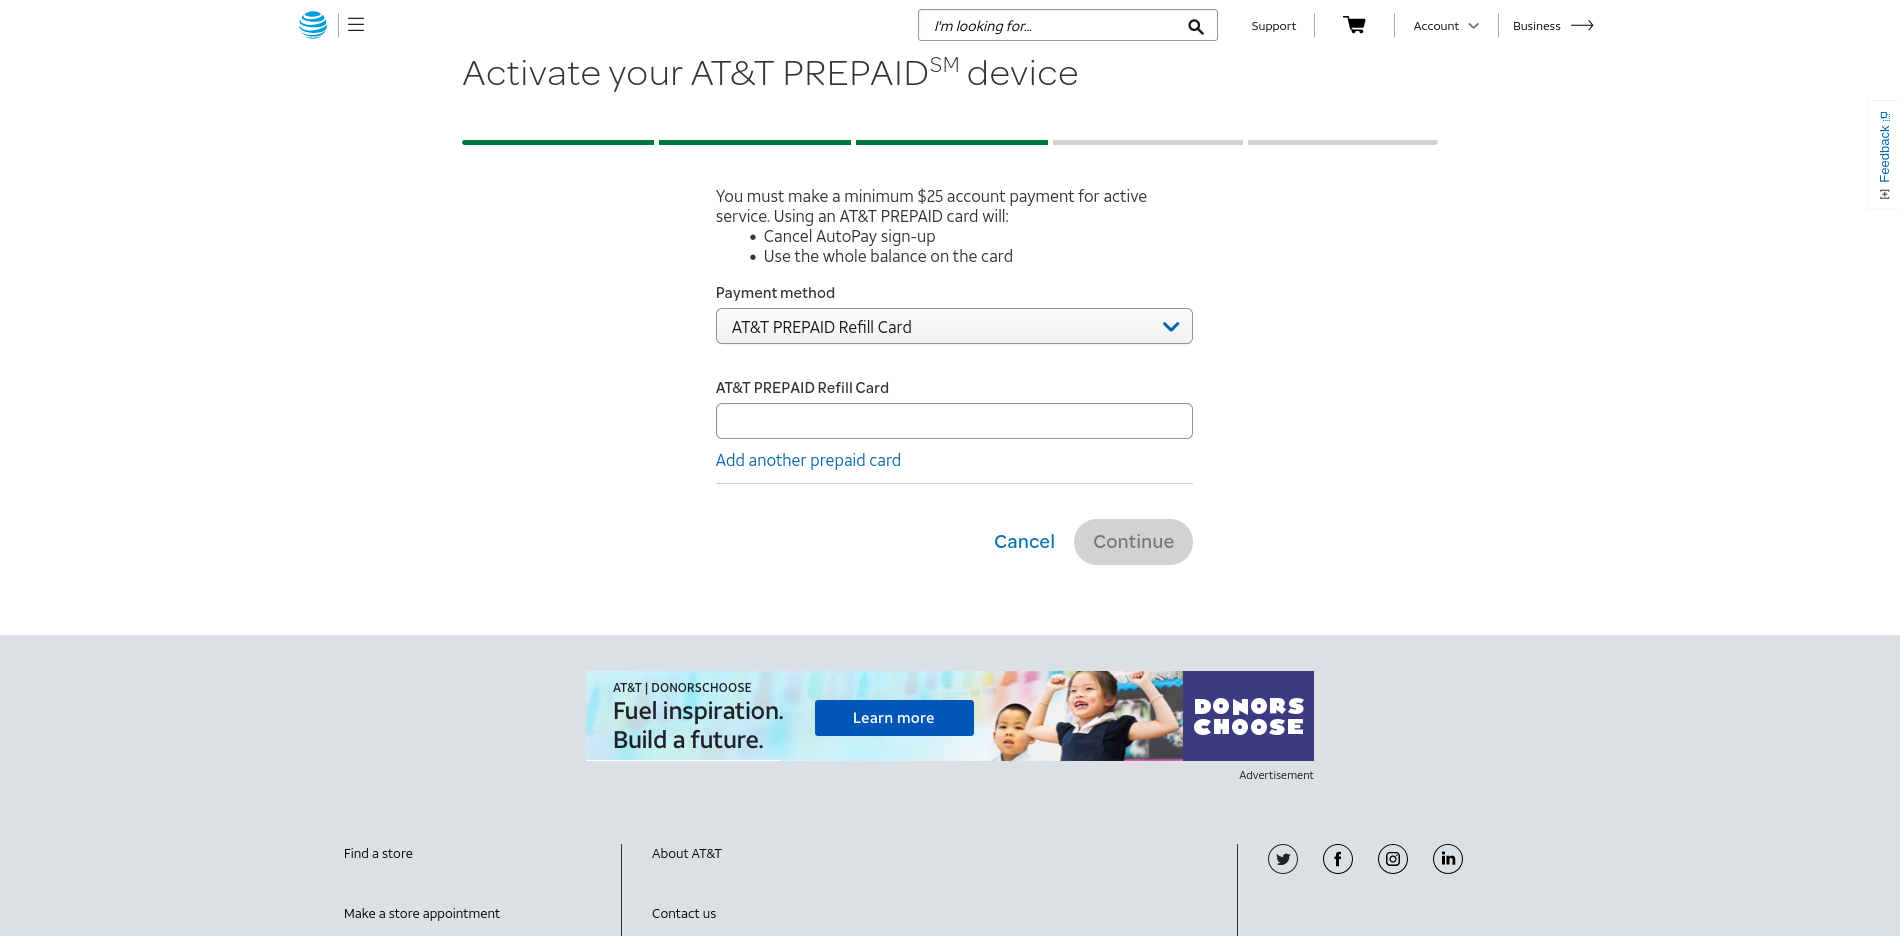 I'm looking for...
Support
Account
Business
Activate your AT&T PREPAID℠ device
[+] Feedback
You must make a minimum $25 account payment for active
service. Using an AT&T PREPAID card will:
• Cancel AutoPay sign-up
• Use the whole balance on the card
Payment method
AT&T PREPAID Refill Card
AT&T PREPAID Refill Card
Add another prepaid card
Cancel
Continue
AT&T | DONORSCHOOSE
Fuel inspiration.
Build a future.
Learn more
DONORS
CHOOSE
Advertisement
Find a store
About AT&T
Make a store appointment
Contact us